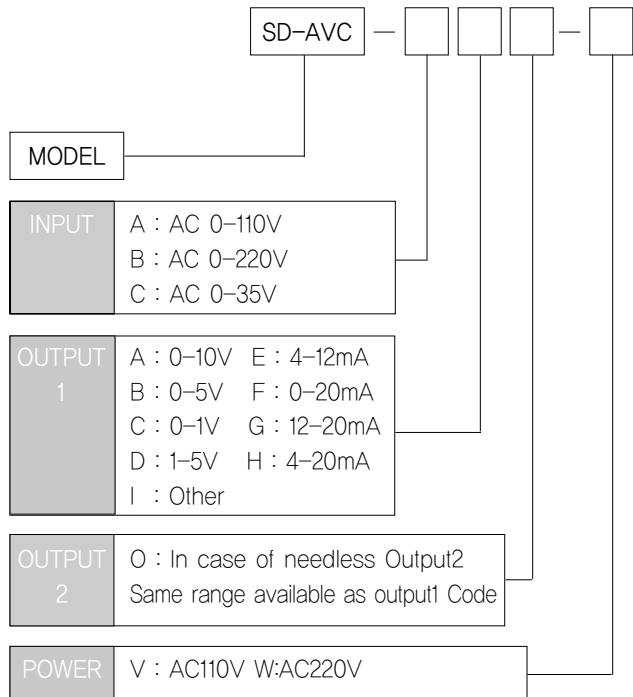 SD-AVC — —
MODEL
INPUT
A : AC 0-110V
B : AC 0-220V
C : AC 0-35V
OUTPUT
1
A : 0-10V E : 4-12mA
B : 0-5V F : 0-20mA
C : 0-1V G : 12-20mA
D : 1-5V H : 4-20mA
I : Other
OUTPUT
2
O : In case of needless Output2
Same range available as output1 Code
POWER
V : AC110V W:AC220V